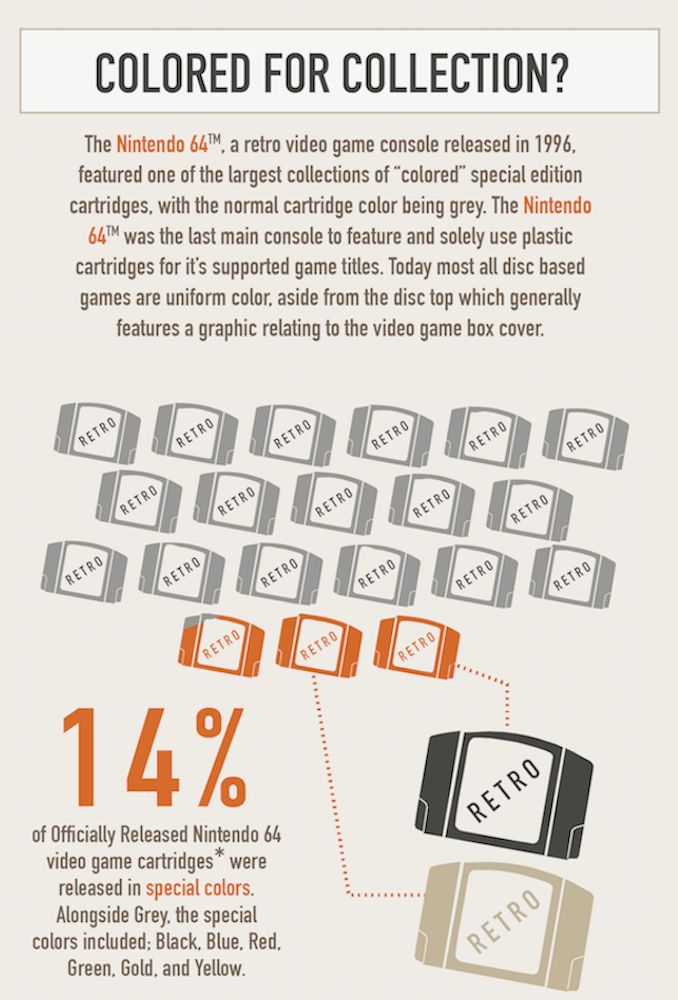 COLORED FOR COLLECTION?
The Nintendo 64™, a retro video game console released in 1996,
featured one of the largest collections of “colored” special edition
cartridges, with the normal cartridge color being grey. The Nintendo
64™ was the last main console to feature and solely use plastic
cartridges for it’s supported game titles. Today most all disc based
games are uniform color, aside from the disc top which generally
features a graphic relating to the video game box cover.
RETRO RETRO RETRO RETRO RETRO RETRO
RETRO RETRO RETRO RETRO RETRO
RETRO RETRO RETRO RETRO RETRO RETRO
RETRO RETRO RETRO
14%
of Officially Released Nintendo 64
video game cartridges* were
released in special colors.
Alongside Grey, the special
colors included; Black, Blue, Red,
Green, Gold, and Yellow.
RETRO
RETRO